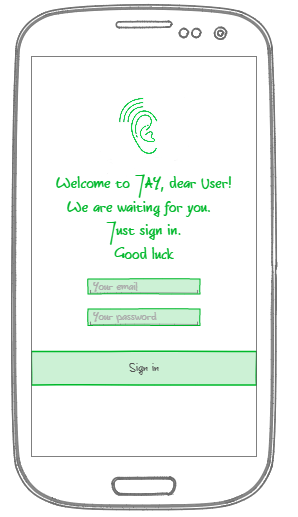 Welcome to JAY, dear User!
We are waiting for you.
Just sign in.
Good luck
Your email
Your password
Sign in